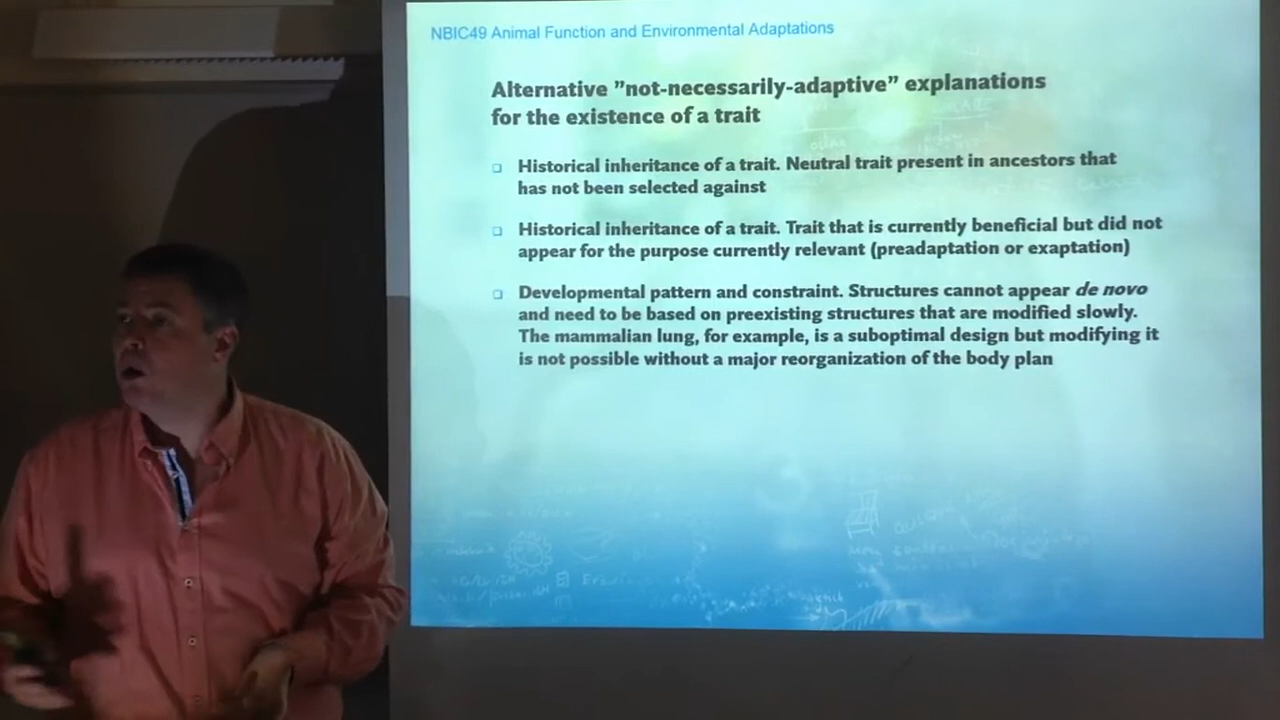 NBIC49 Animal Function and Environmental Adaptations
Alternative ”not-necessarily-adaptive” explanations
for the existence of a trait
Historical inheritance of a trait. Neutral trait present in ancestors that
has not been selected against
Historical inheritance of a trait. Trait that is currently beneficial but did not
appear for the purpose currently relevant (preadaptation or exaptation)
Developmental pattern and constraint. Structures cannot appear de novo
and need to be based on preexisting structures that are modified slowly.
The mammalian lung, for example, is a suboptimal design but modifying it
is not possible without a major reorganization of the body plan